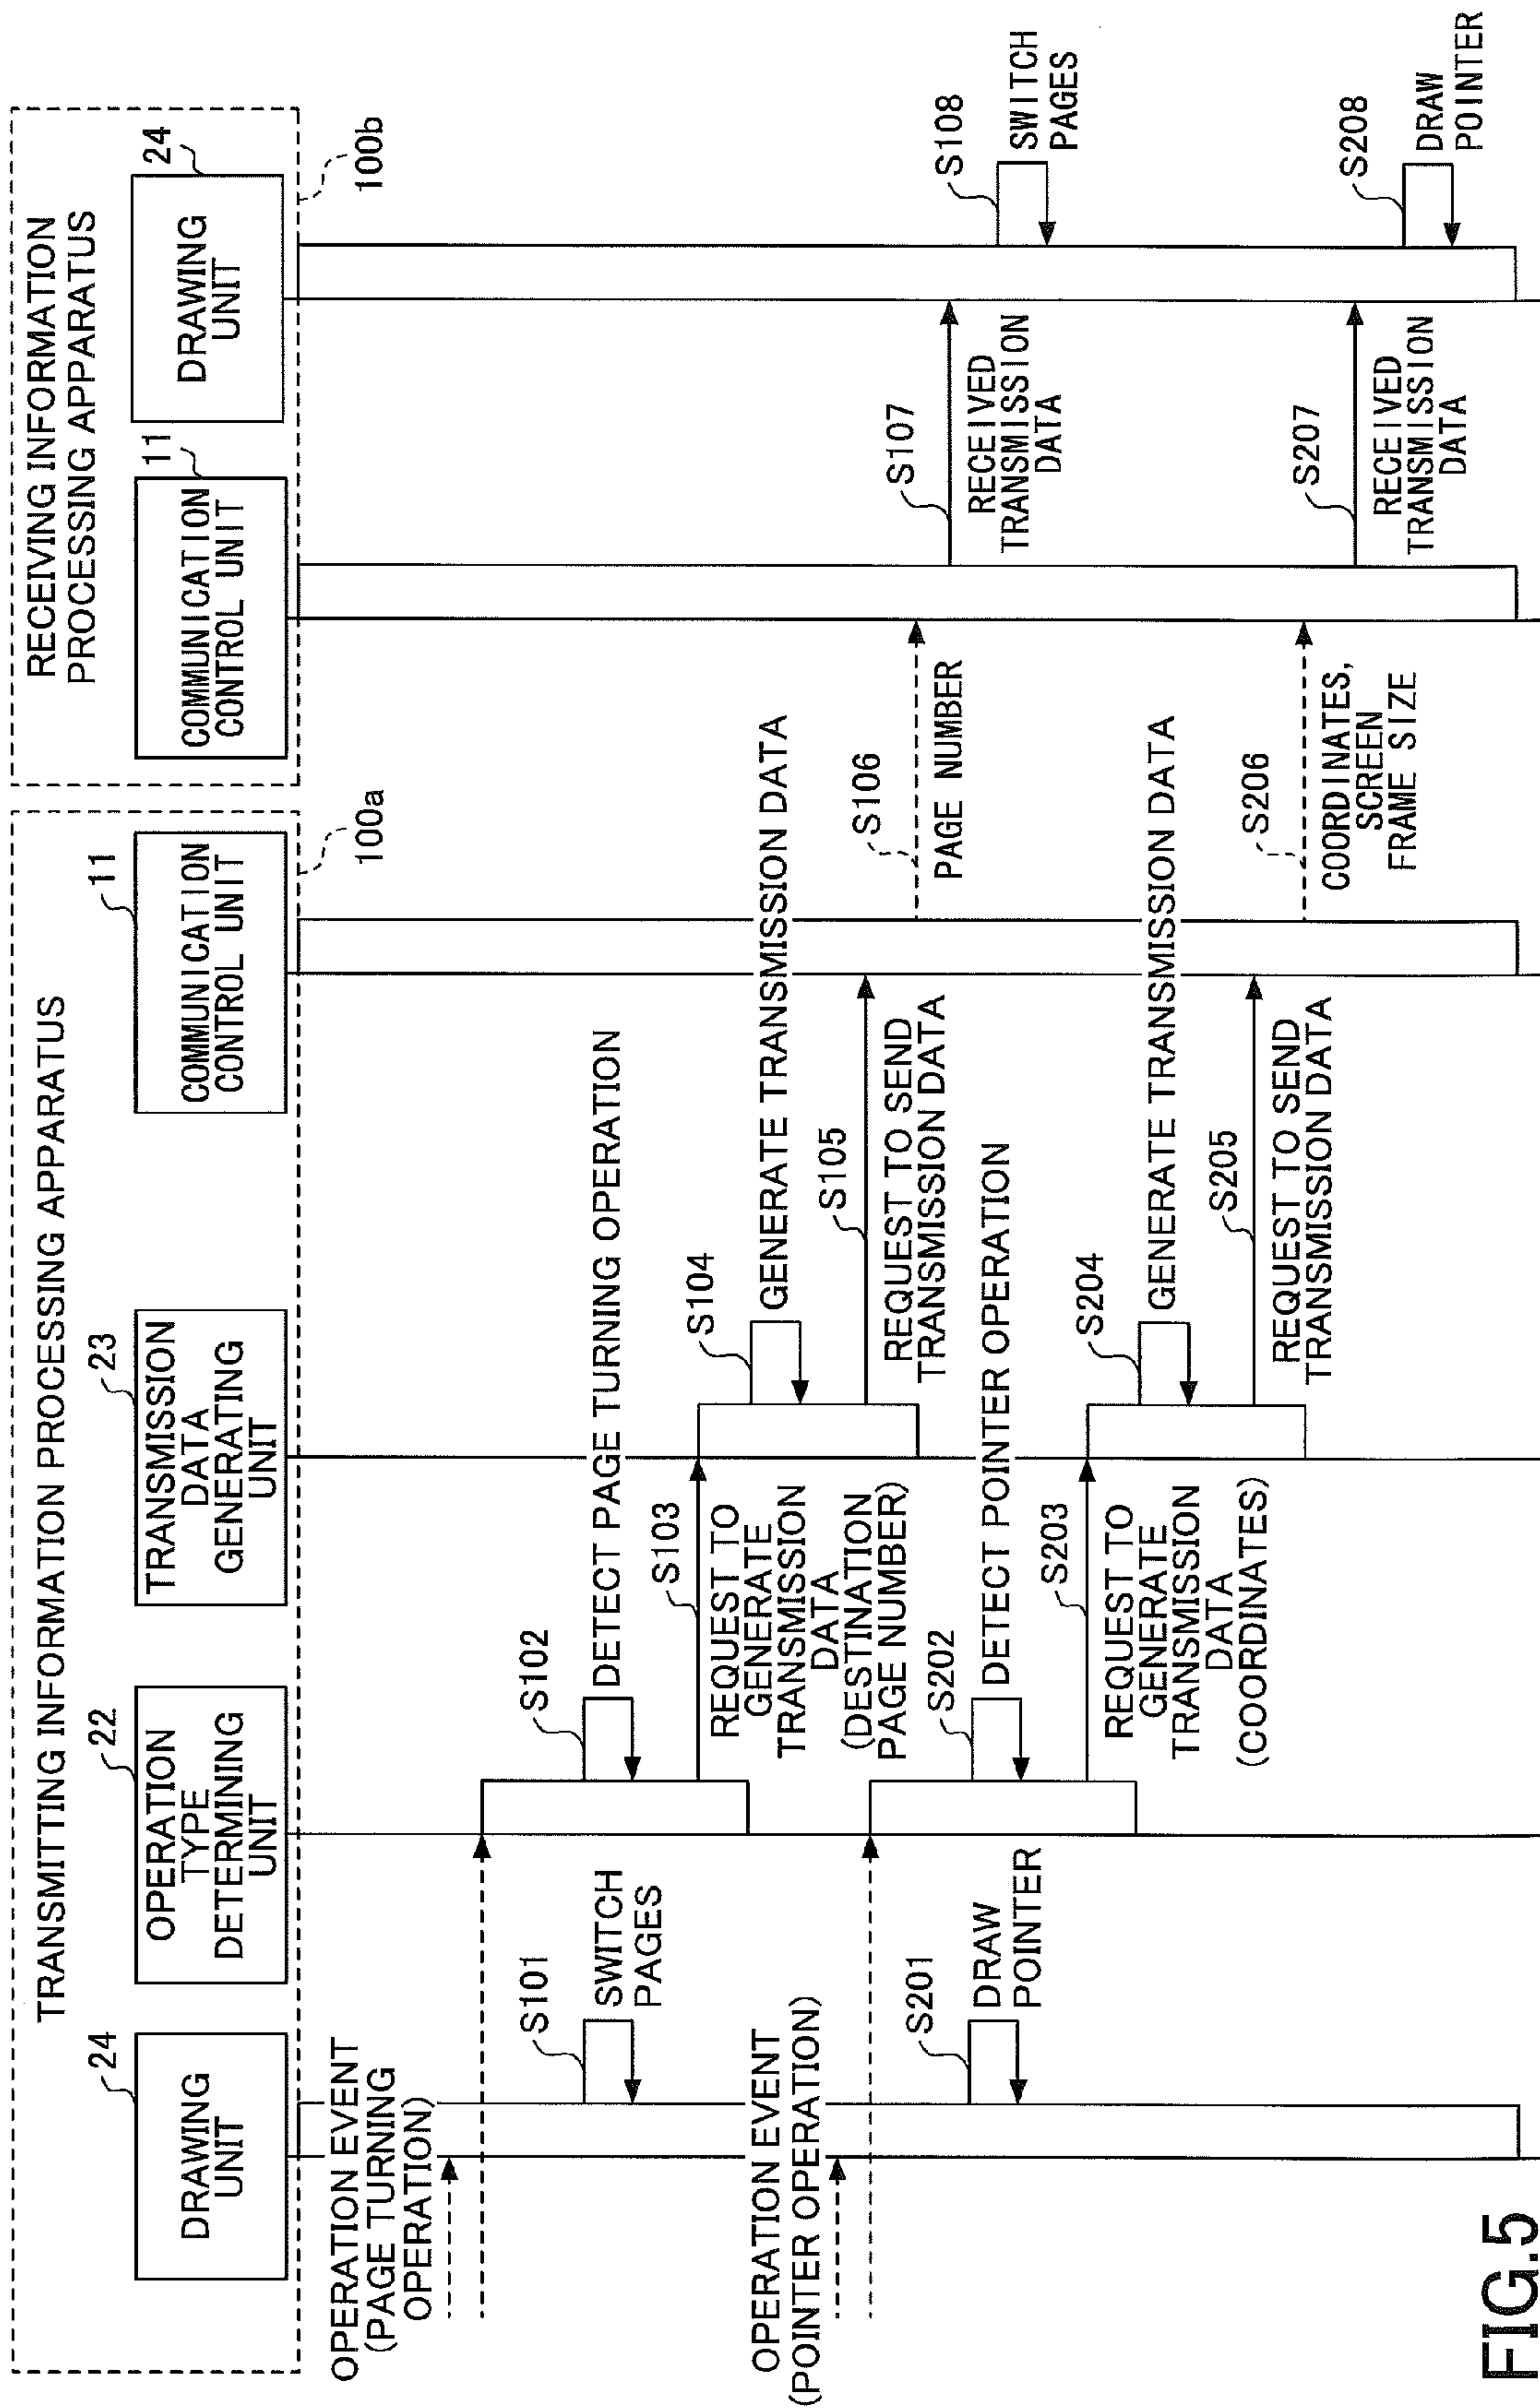 TRANSMITTING INFORMATION PROCESSING APPARATUS
RECEIVING INFORMATION
PROCESSING APPARATUS
24
DRAWING
UNIT
22
OPERATION
TYPE
DETERMINING
UNIT
23
TRANSMISSION
DATA
GENERATING
UNIT
11
COMMUNICATION
CONTROL UNIT
100a
11
COMMUNICATION
CONTROL UNIT
24
DRAWING
UNIT
100b
OPERATION EVENT
(PAGE TURNING
OPERATION)
S101
SWITCH
PAGES
S102
DETECT PAGE TURNING OPERATION
S103
REQUEST TO
GENERATE
TRANSMISSION
DATA
(DESTINATION
PAGE NUMBER)
S104
GENERATE TRANSMISSION DATA
S105
REQUEST TO SEND
TRANSMISSION DATA
S106
PAGE NUMBER
S107
RECEIVED
TRANSMISSION
DATA
S108
SWITCH
PAGES
OPERATION EVENT
(POINTER OPERATION)
S201
DRAW
POINTER
S202
DETECT POINTER OPERATION
S203
REQUEST TO
GENERATE
TRANSMISSION
DATA
(COORDINATES)
S204
GENERATE TRANSMISSION DATA
S205
REQUEST TO SEND
TRANSMISSION DATA
S206
COORDINATES,
SCREEN
FRAME SIZE
S207
RECEIVED
TRANSMISSION
DATA
S208
DRAW
POINTER
FIG.5